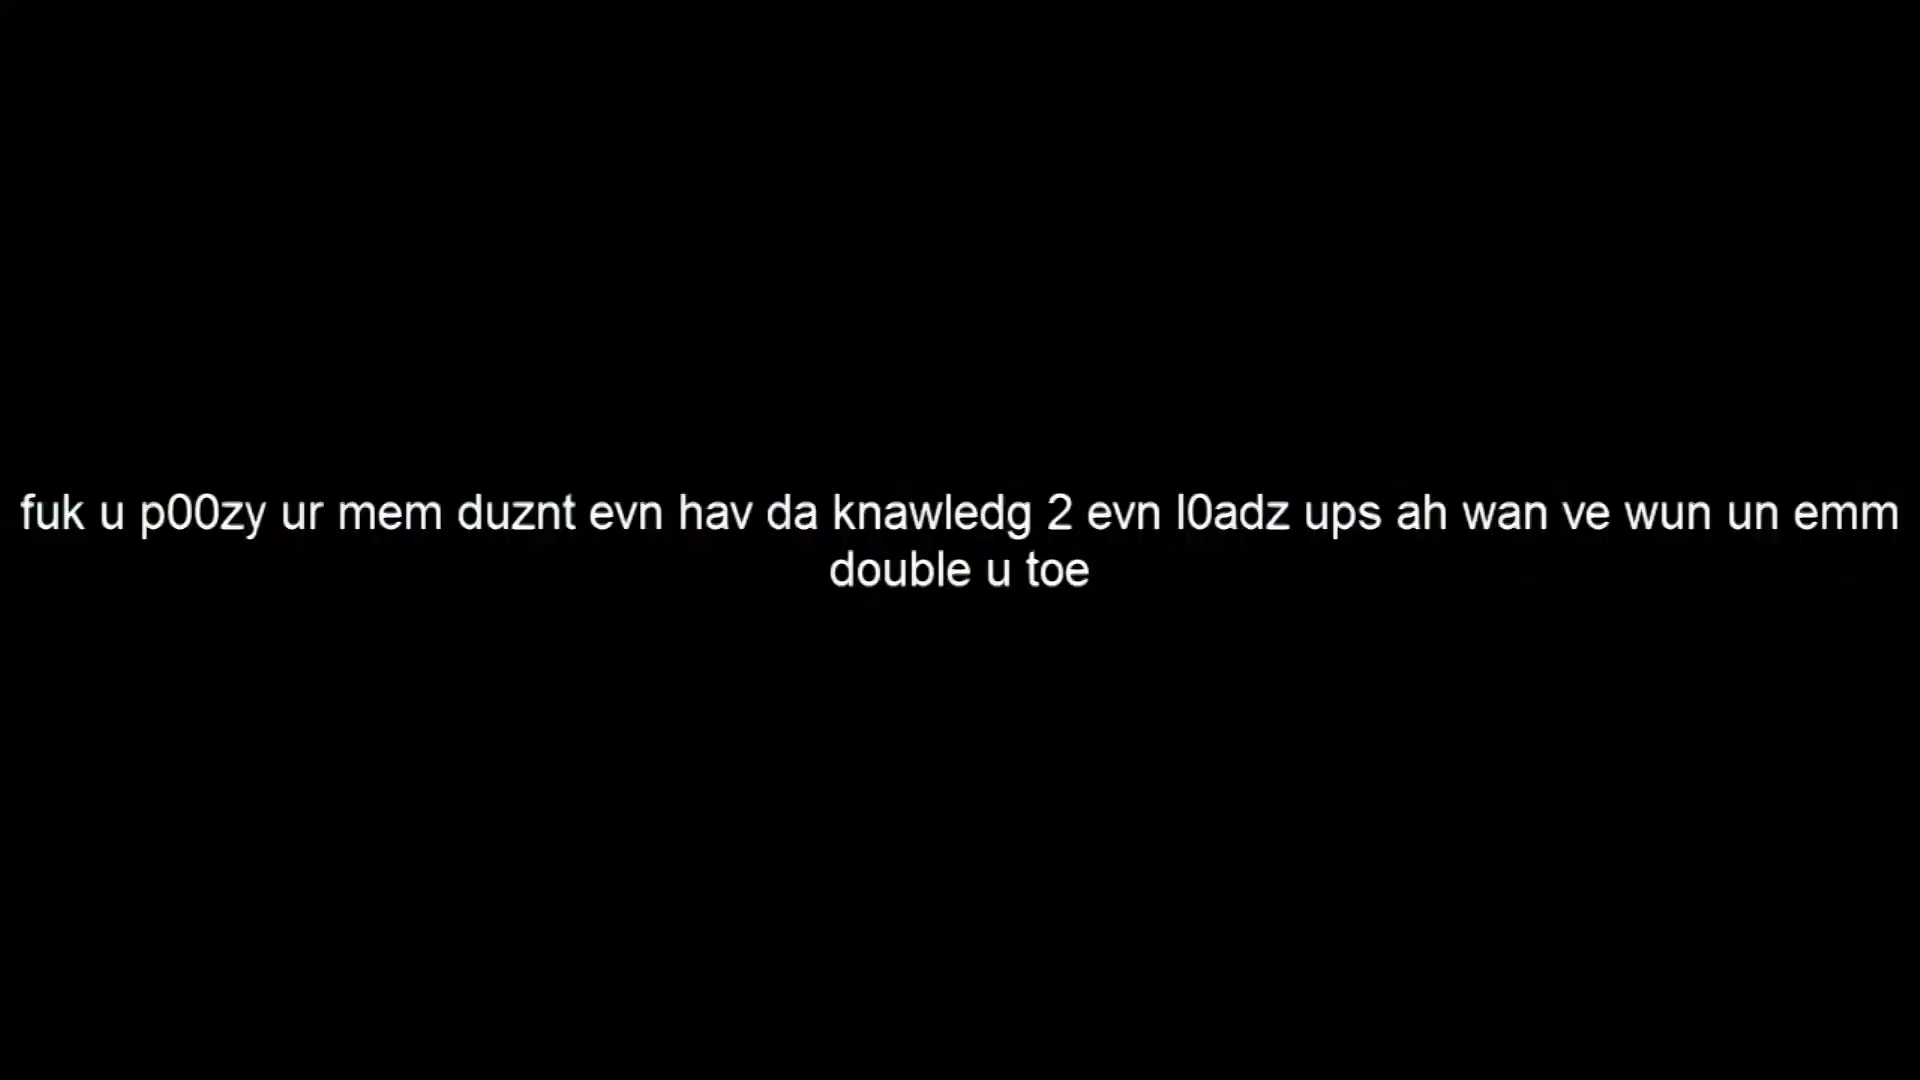 fuk u p00zy ur mem duznt evn hav da knawledg 2 evn l0adz ups ah wan ve wun un emm
double u toe